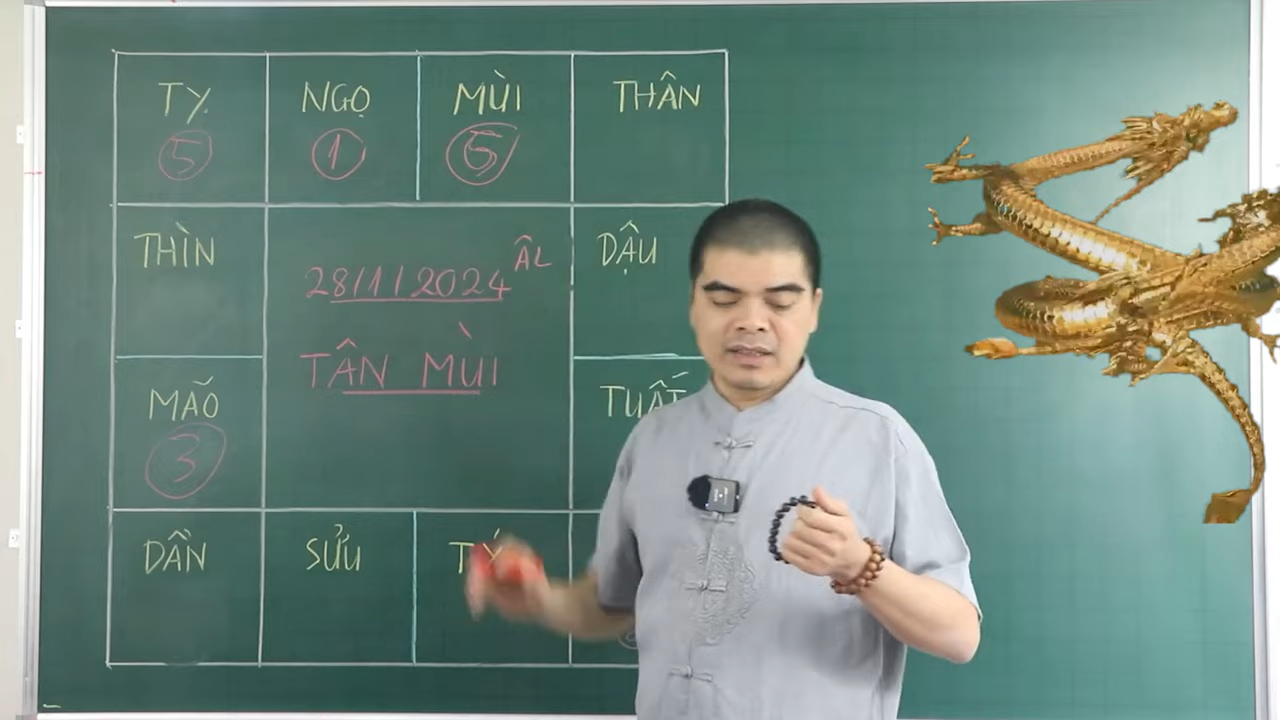 TỴ NGỌ MÙI THÂN
5 1 5
THÌN DẬU
28/1/2024 ÂL
TÂN MÙI
MÃO TUẤT
3
DẦN SỬU TÝ